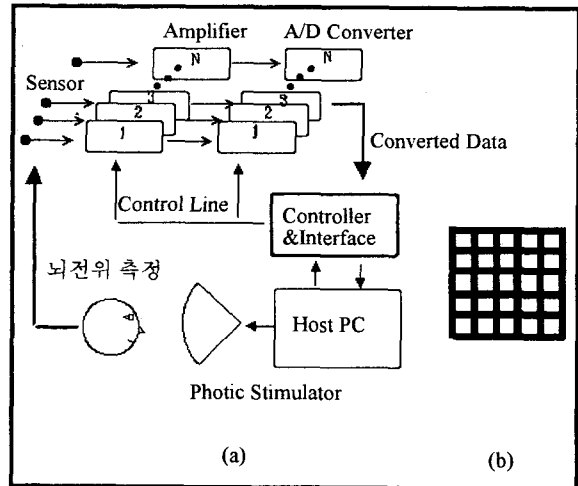 Amplifier A/D Converter
N N
Sensor
3 3
2 2
1 1
Converted Data
Control Line
Controller
&Interface
뇌전위 측정
Host PC
Photic Stimulator
(a) (b)